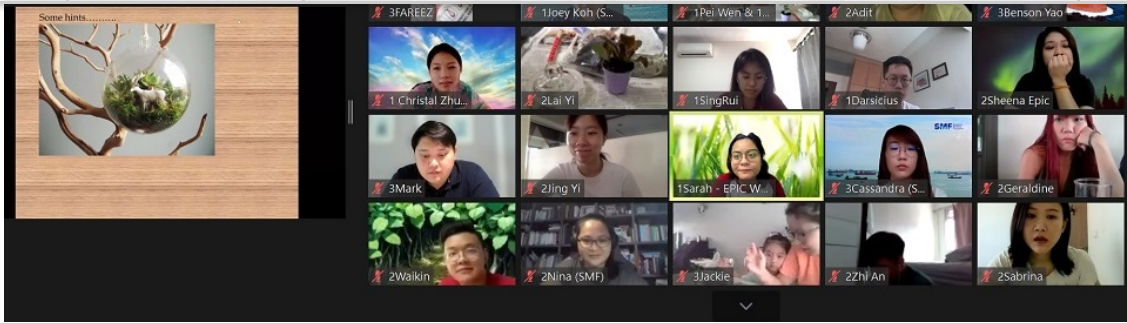 Some hints..........
3FAREEZ
1Joey Koh (S...
1Pei Wen & 1...
2Adit
3Benson Yao
1 Christal Zhu...
2Lai Yi
1SingRui
1Darsicius
2Sheena Epic
3Mark
2Jing Yi
1Sarah - EPIC W...
SMF
3Cassandra (S...
2Geraldine
2Waikin
2Nina (SMF)
3Jackie
2Zhi An
2Sabrina